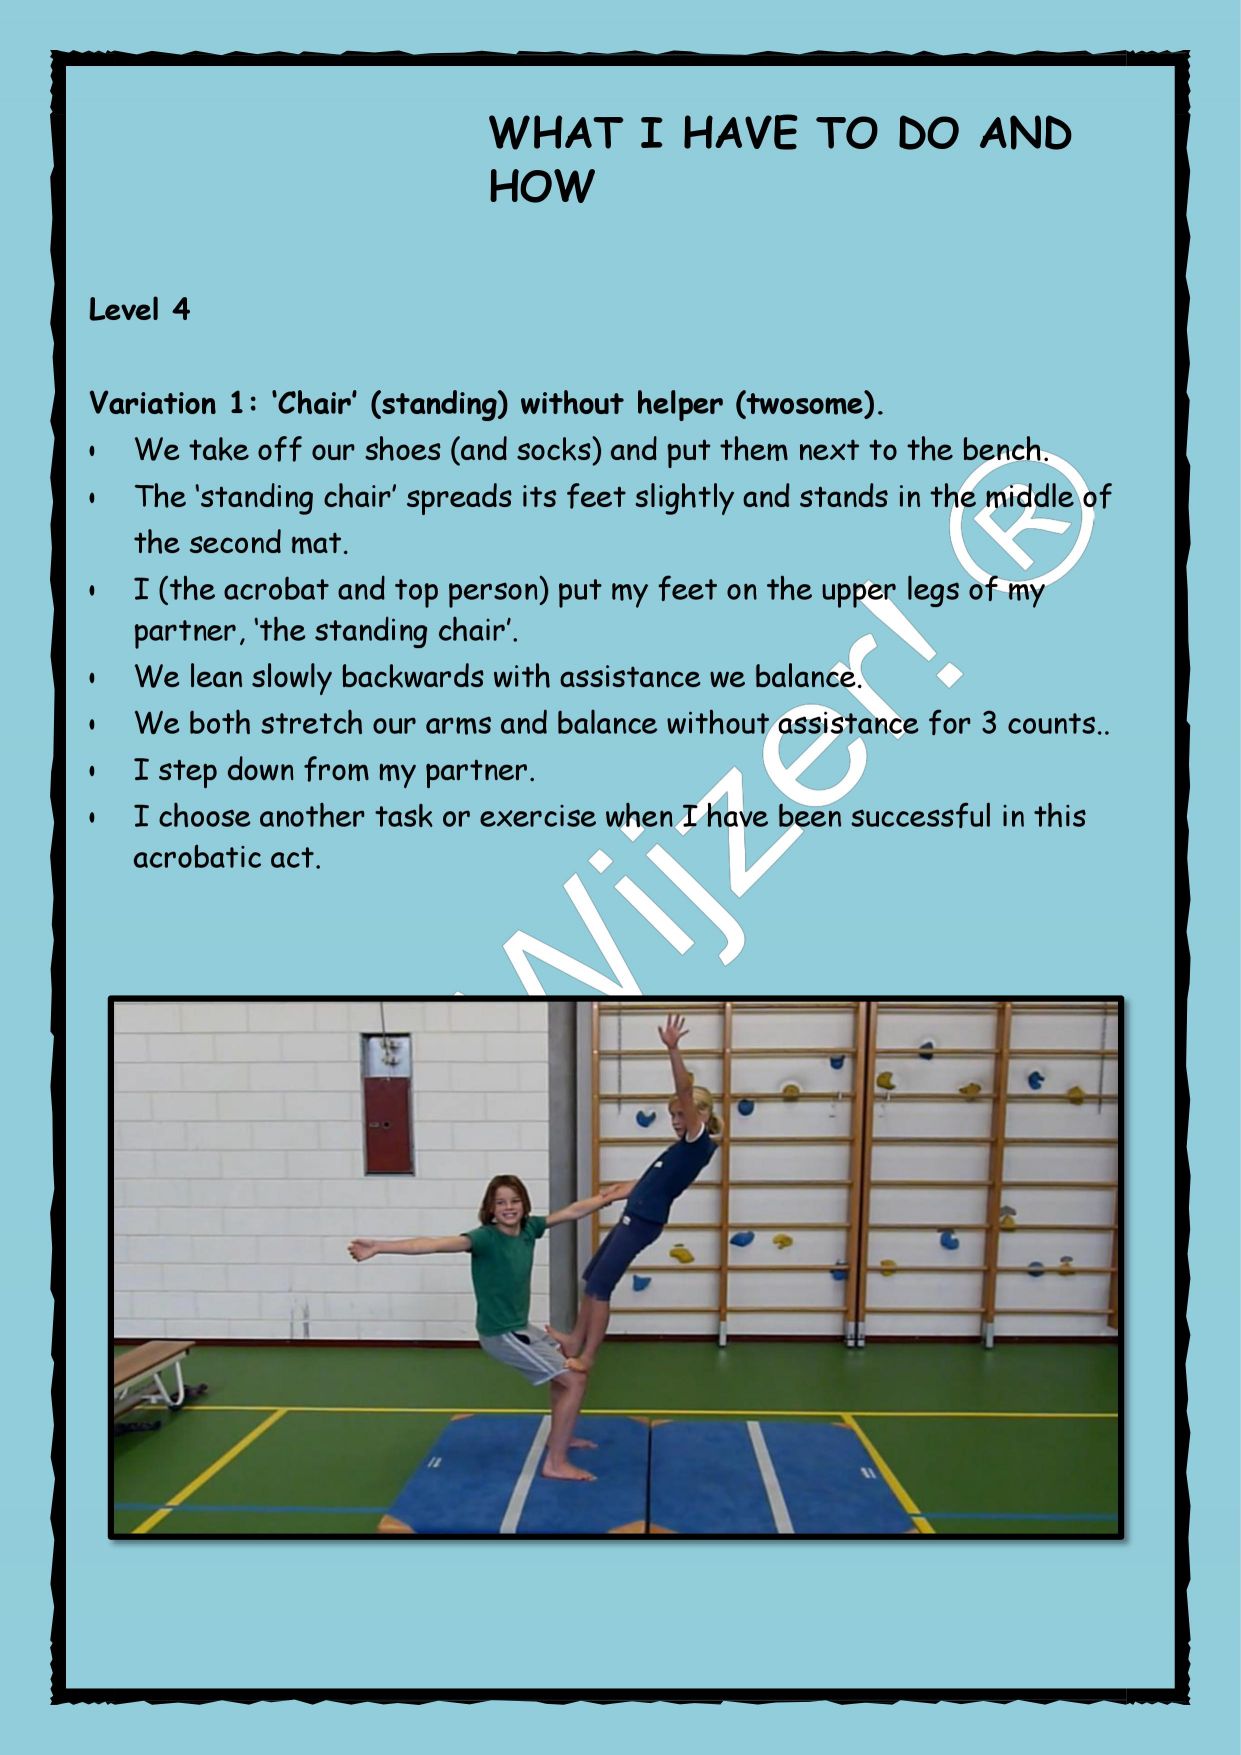 WHAT I HAVE TO DO AND
HOW
Level 4
Variation 1: ‘Chair’ (standing) without helper (twosome).
• We take off our shoes (and socks) and put them next to the bench.
• The ‘standing chair’ spreads its feet slightly and stands in the middle of
the second mat.
• I (the acrobat and top person) put my feet on the upper legs of my
partner, ‘the standing chair’.
• We lean slowly backwards with assistance we balance.
• We both stretch our arms and balance without assistance for 3 counts..
• I step down from my partner.
• I choose another task or exercise when I have been successful in this
acrobatic act.
Wijzer! ®